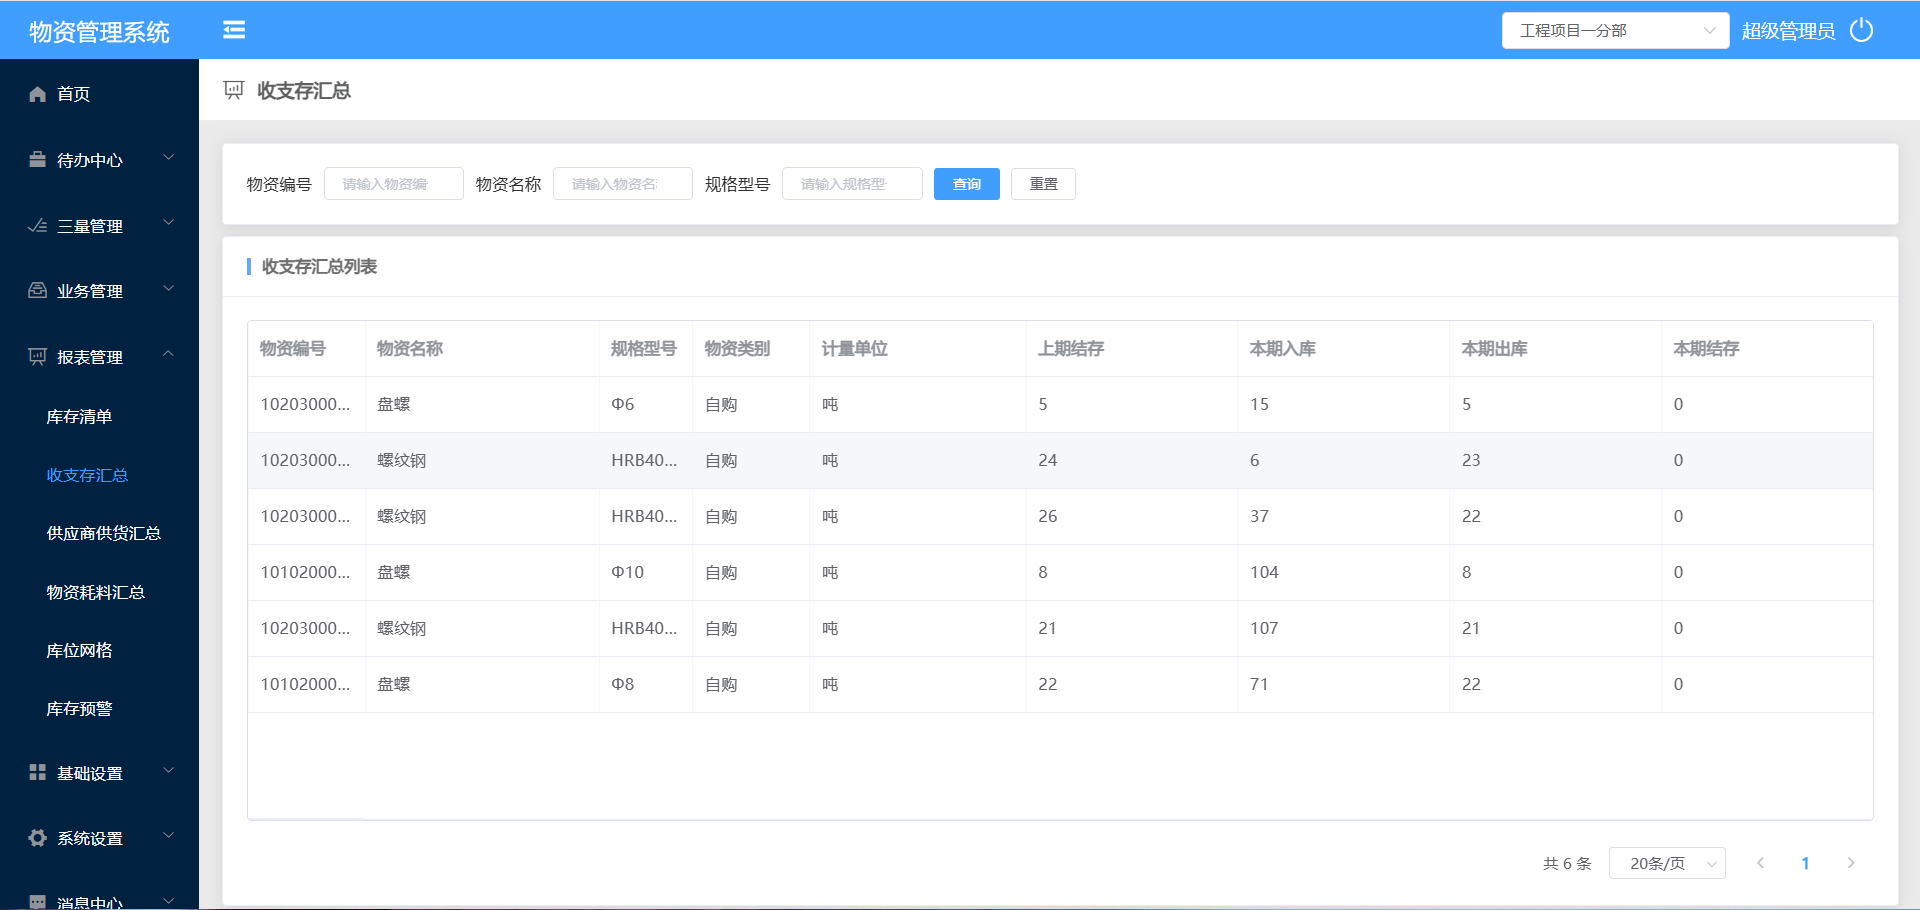 物资管理系统
工程项目一分部
超级管理员
首页
待办中心
三量管理
业务管理
报表管理
库存清单
收支存汇总
供应商供货汇总
物资耗料汇总
库位网格
库存预警
基础设置
系统设置
消息中心
收支存汇总
物资编号 请输入物资编 物资名称 请输入物资名 规格型号 请输入规格型 查询 重置
收支存汇总列表
物资编号 物资名称 规格型号 物资类别 计量单位 上期结存 本期入库 本期出库 本期结存
10203000... 盘螺 Φ6 自购 吨 5 15 5 0
10203000... 螺纹钢 HRB40... 自购 吨 24 6 23 0
10203000... 螺纹钢 HRB40... 自购 吨 26 37 22 0
10102000... 盘螺 Φ10 自购 吨 8 104 8 0
10203000... 螺纹钢 HRB40... 自购 吨 21 107 21 0
10102000... 盘螺 Φ8 自购 吨 22 71 22 0
共 6 条 20条/页 1